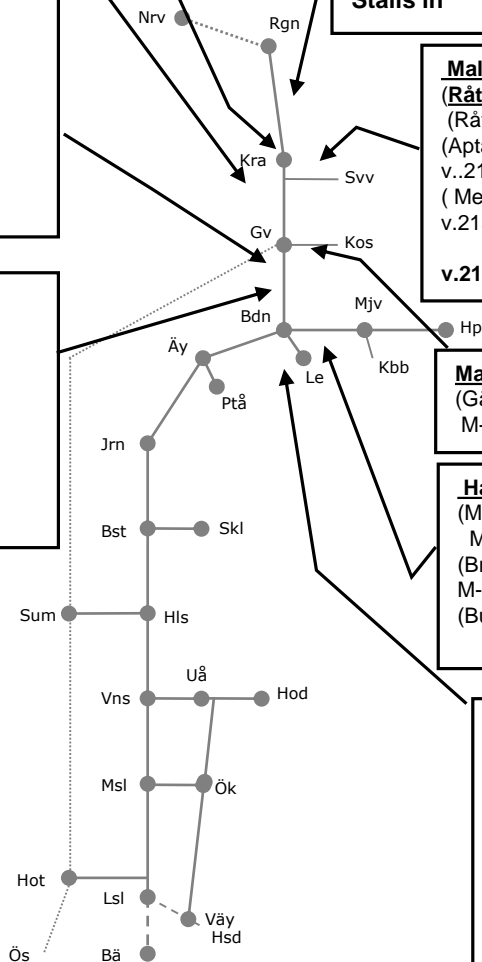 Stalls in
Nrv
Rgn
Mal
(Råt
(Råt
(Apta
v..21
( Me
v.21
v.21
Kra
Svv
Gv
Kos
Mjv
Bdn
Hp
Äy
Le
Kbb
Ptå
Ma
(Gä
M-
Jrn
Ha
(M
M
(Br
M-
(Bu
Bst
Skl
Sum
Hls
Uå
Vns
Hod
Msl
Ök
Hot
Lsl
Väy
Hsd
Ös
Bä